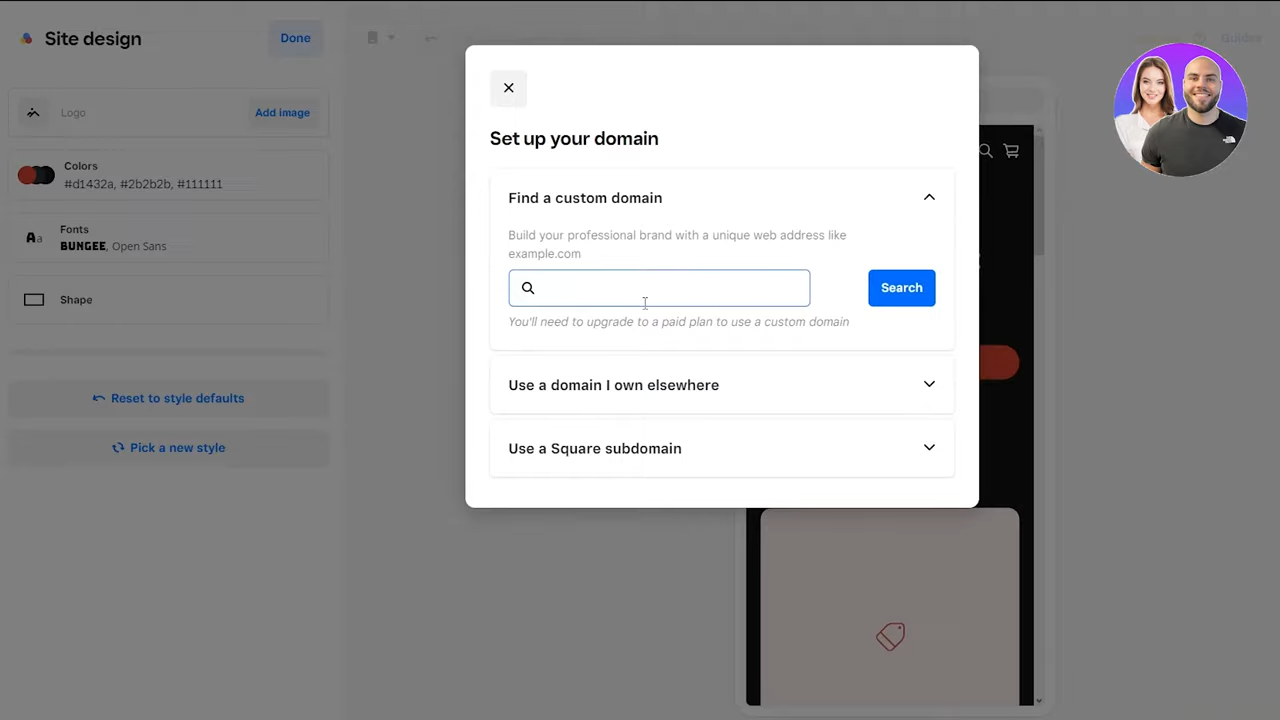 Site design
Done
Guides
Logo
Add image
Colors
#d1432a, #2b2b2b, #111111
Aa
Fonts
BUNGEE, Open Sans
Shape
Reset to style defaults
Pick a new style
Set up your domain
Find a custom domain
Build your professional brand with a unique web address like
example.com
Search
You'll need to upgrade to a paid plan to use a custom domain
Use a domain I own elsewhere
Use a Square subdomain